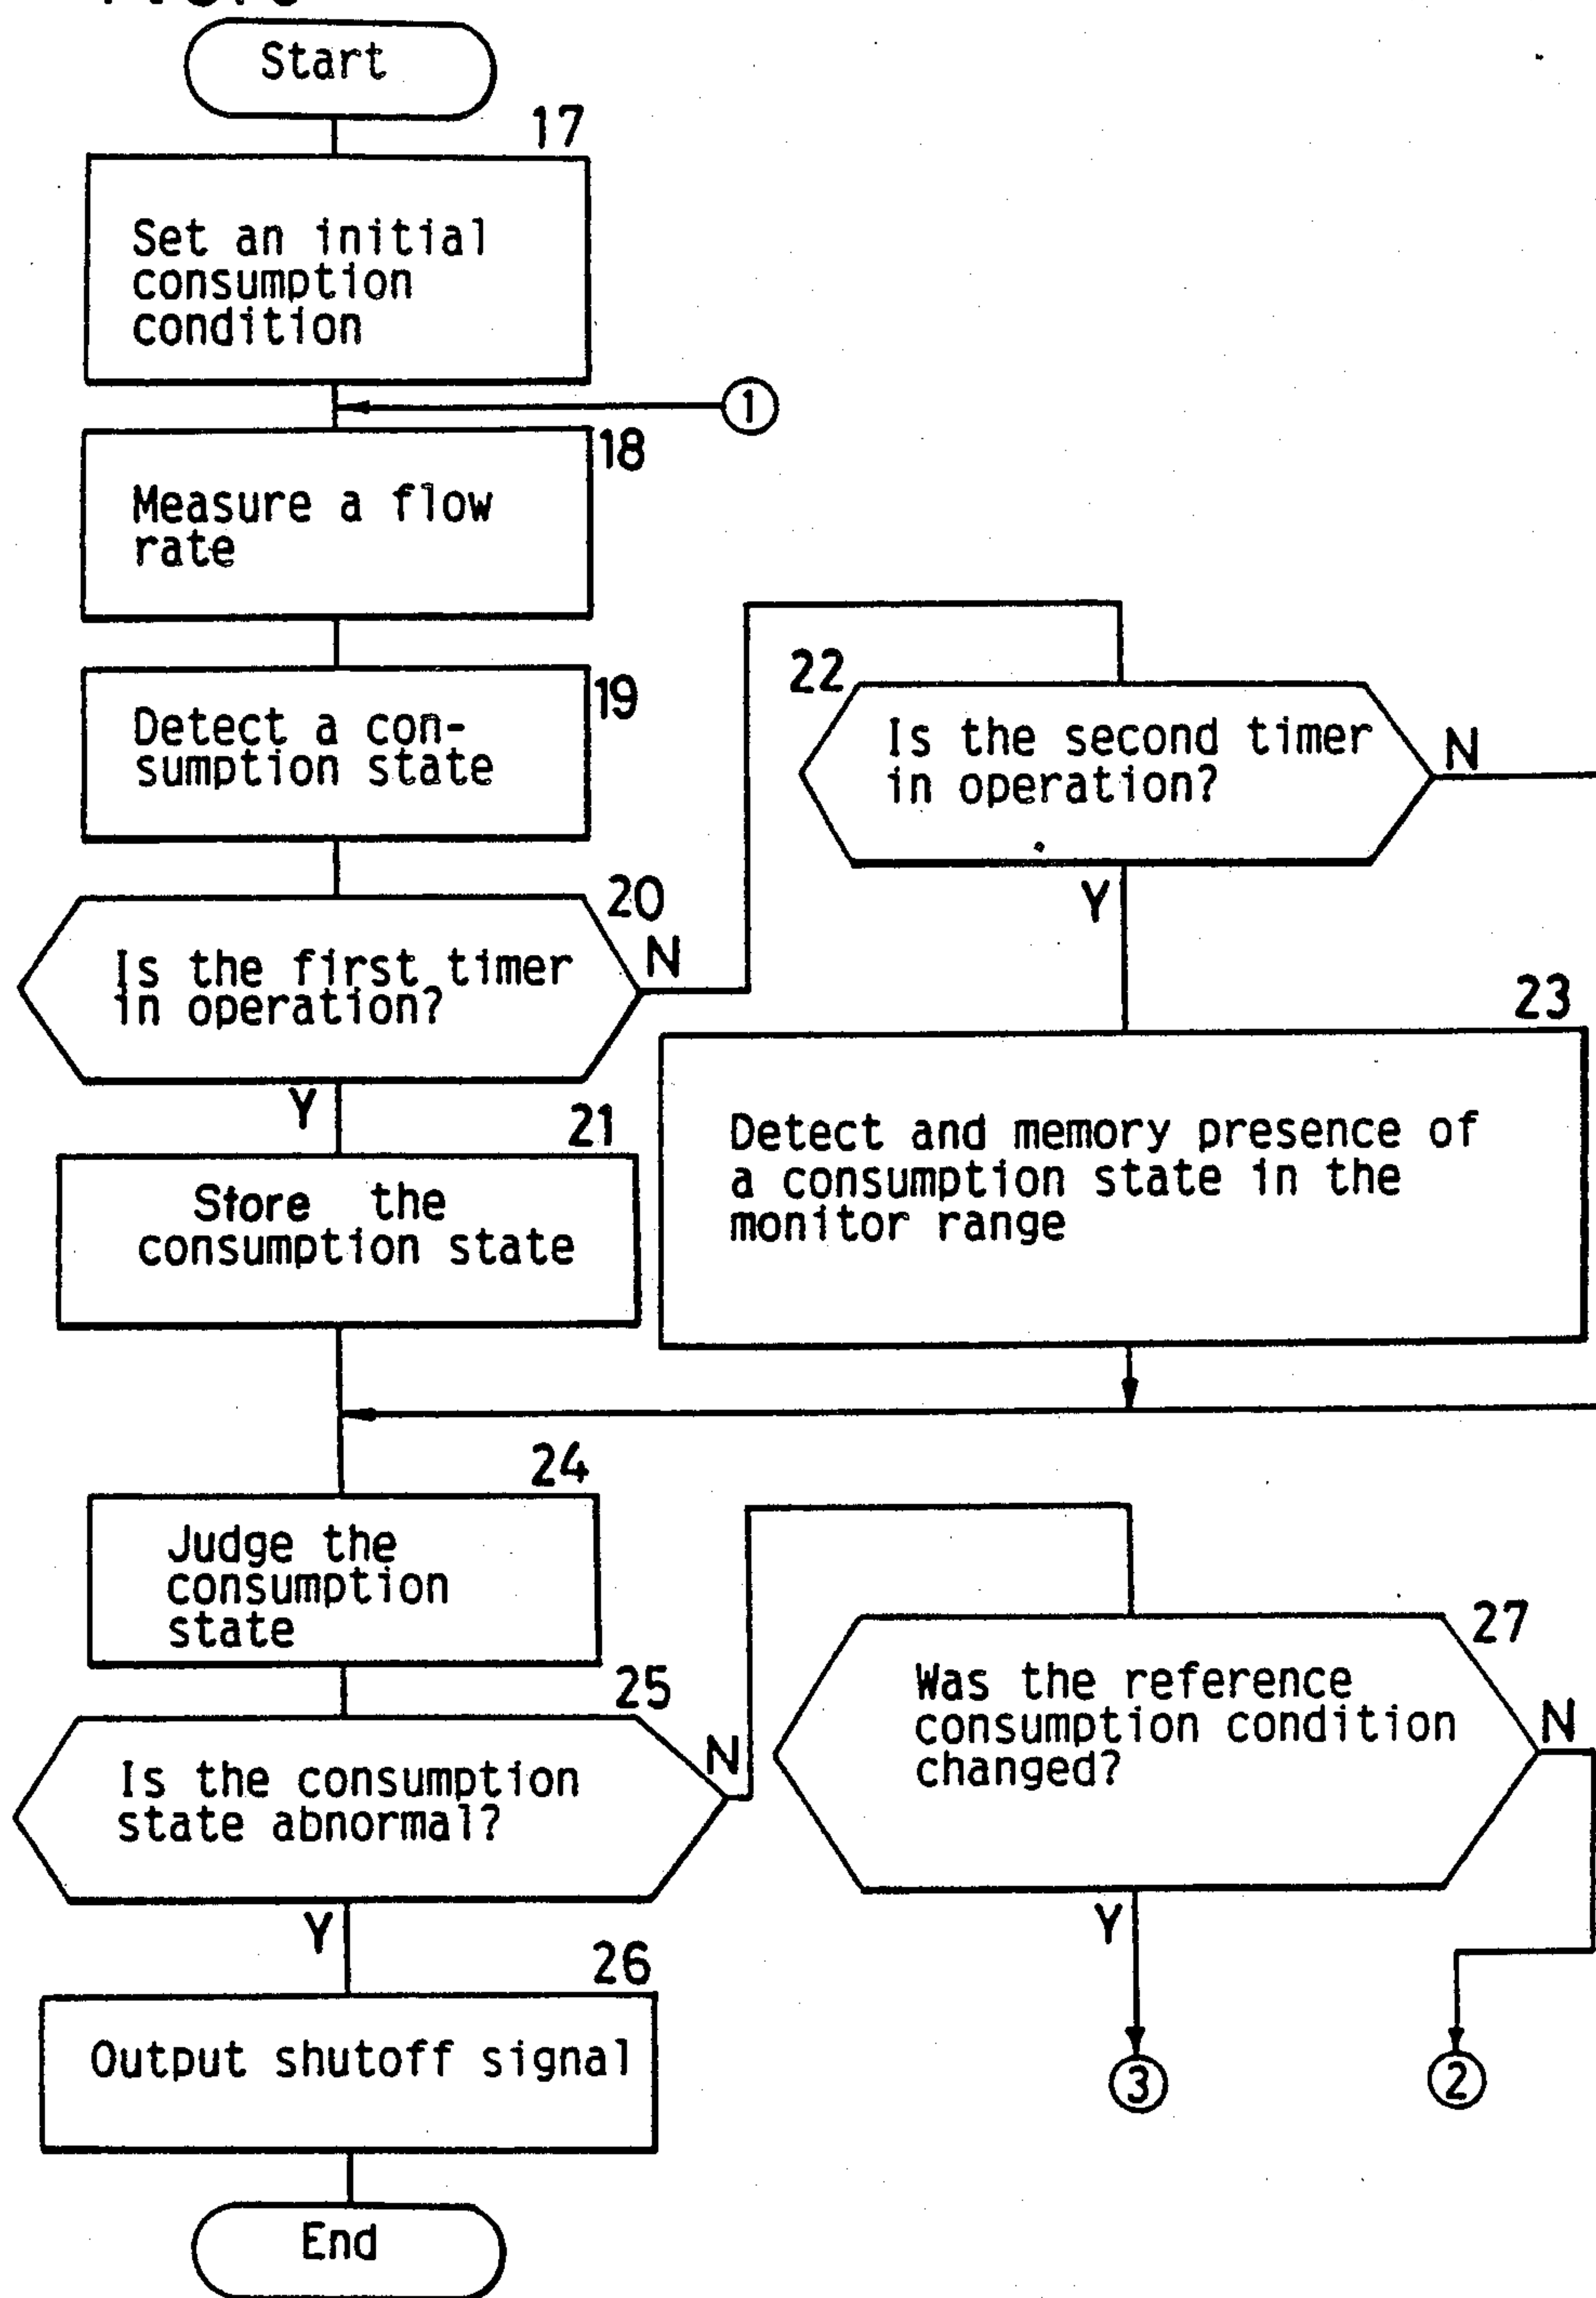 Start
17
Set an initial
consumption
condition
1
18
Measure a flow
rate
19
Detect a con-
sumption state
20
Is the first timer
in operation?
N
Y
22
Is the second timer
in operation?
N
Y
21
Store the
consumption state
23
Detect and memory presence of
a consumption state in the
monitor range
24
Judge the
consumption
state
25
Is the consumption
state abnormal?
N
Y
27
Was the reference
consumption condition
changed?
N
Y
26
Output shutoff signal
3
2
End